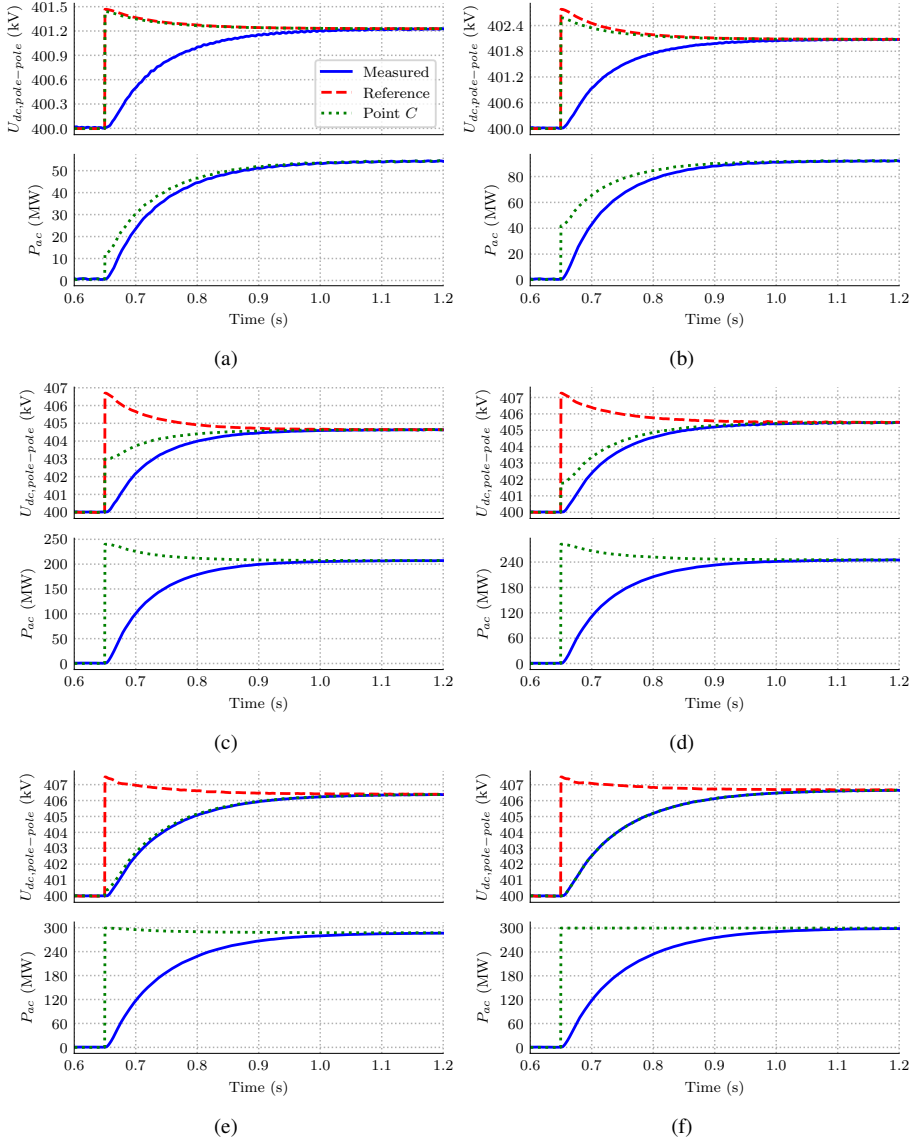 401.5
401.2
400.9
400.6
400.3
400.0
U_{dc,pole−pole} (kV)
Measured
Reference
Point C
50
40
30
20
10
0
P_{ac} (MW)
0.6 0.7 0.8 0.9 1.0 1.1 1.2
Time (s)
(a)
402.4
401.8
401.2
400.6
400.0
U_{dc,pole−pole} (kV)
80
60
40
20
0
P_{ac} (MW)
0.6 0.7 0.8 0.9 1.0 1.1 1.2
Time (s)
(b)
407
406
405
404
403
402
401
400
U_{dc,pole−pole} (kV)
250
200
150
100
50
0
P_{ac} (MW)
0.6 0.7 0.8 0.9 1.0 1.1 1.2
Time (s)
(c)
407
406
405
404
403
402
401
400
U_{dc,pole−pole} (kV)
240
180
120
60
0
P_{ac} (MW)
0.6 0.7 0.8 0.9 1.0 1.1 1.2
Time (s)
(d)
407
406
405
404
403
402
401
400
U_{dc,pole−pole} (kV)
300
240
180
120
60
0
P_{ac} (MW)
0.6 0.7 0.8 0.9 1.0 1.1 1.2
Time (s)
(e)
407
406
405
404
403
402
401
400
U_{dc,pole−pole} (kV)
300
240
180
120
60
0
P_{ac} (MW)
0.6 0.7 0.8 0.9 1.0 1.1 1.2
Time (s)
(f)